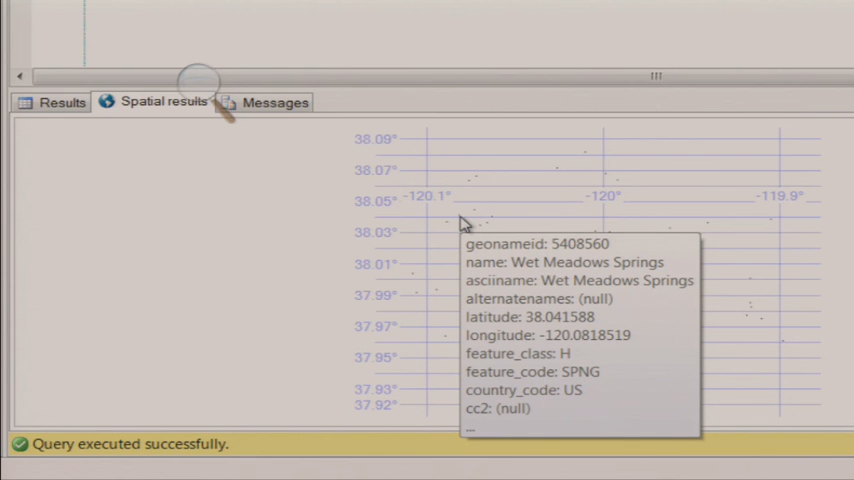 Results
Spatial results
Messages
38.09°
38.07°
-120.1°
-120°
-119.9°
38.05°
38.03°
38.01°
37.99°
37.97°
37.95°
37.93°
37.92°
geonameid: 5408560
name: Wet Meadows Springs
asciiname: Wet Meadows Springs
alternatenames: (null)
latitude: 38.041588
longitude: -120.0818519
feature_class: H
feature_code: SPNG
country_code: US
cc2: (null)
...
Query executed successfully.